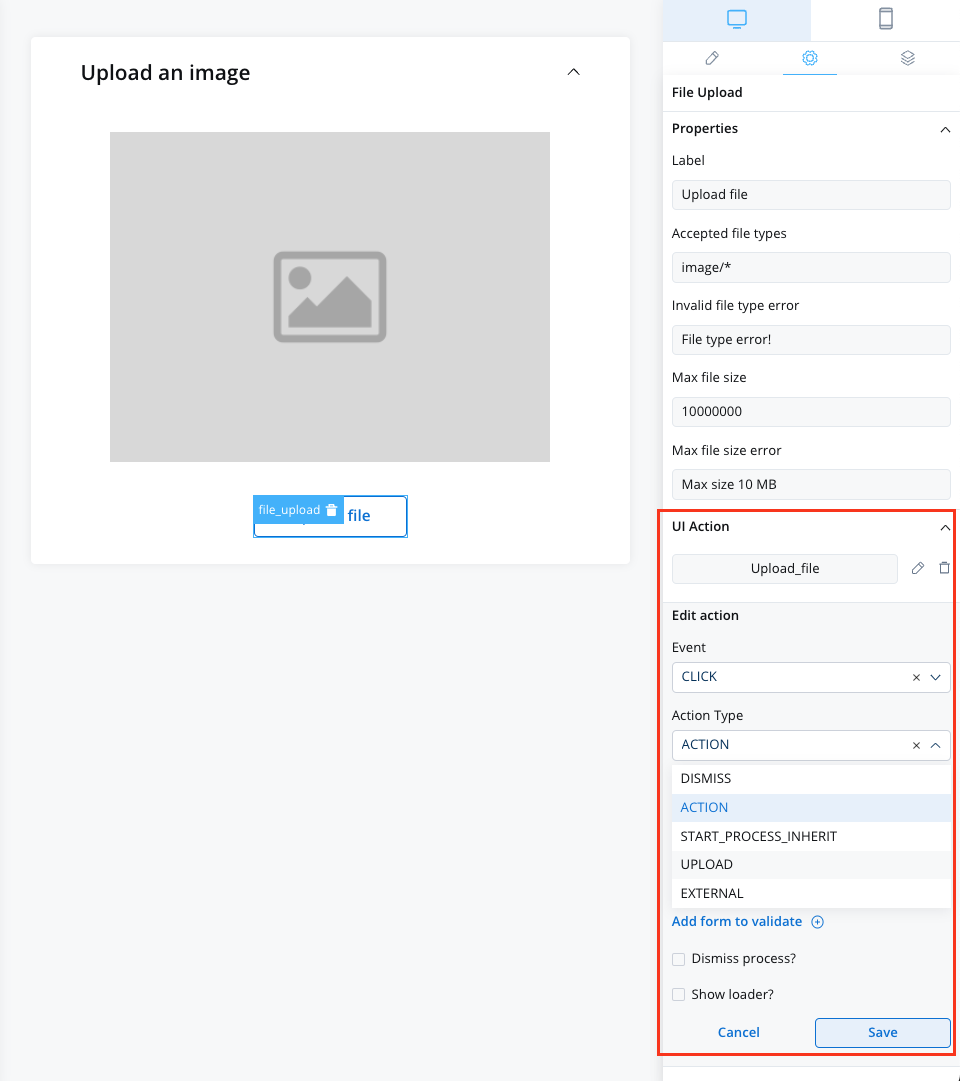 Upload an image
file_upload
file
File Upload
Properties
Label
Upload file
Accepted file types
image/*
Invalid file type error
File type error!
Max file size
10000000
Max file size error
Max size 10 MB
UI Action
Upload_file
Edit action
Event
CLICK
Action Type
ACTION
DISMISS
ACTION
START_PROCESS_INHERIT
UPLOAD
EXTERNAL
Add form to validate
Dismiss process?
Show loader?
Cancel Save